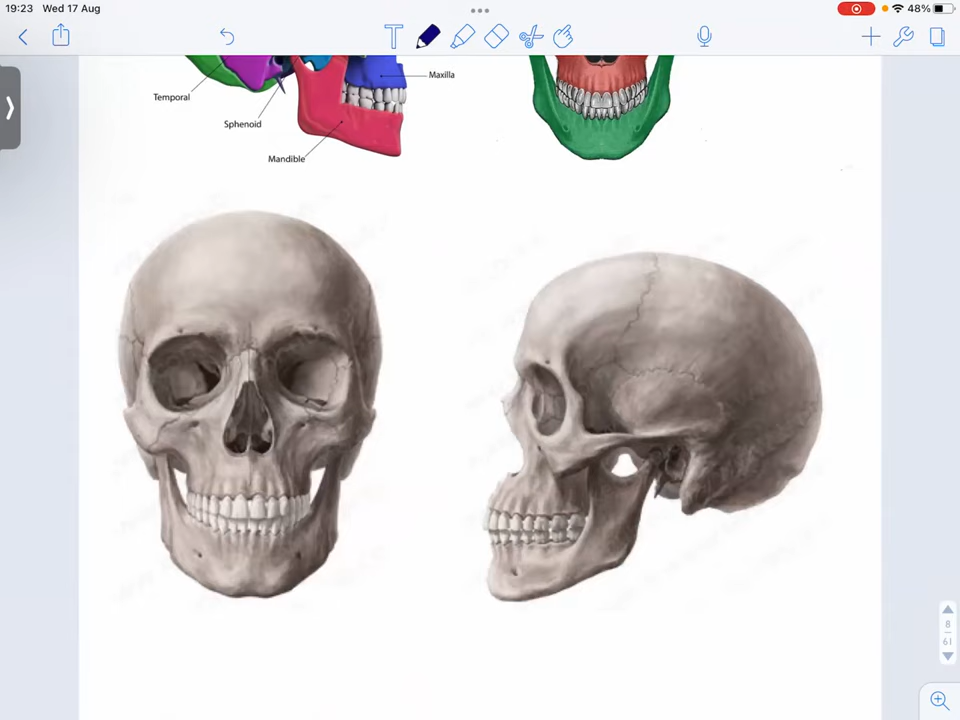 19:23 Wed 17 Aug
48%
T
Maxilla
Temporal
Sphenoid
Mandible
8
61